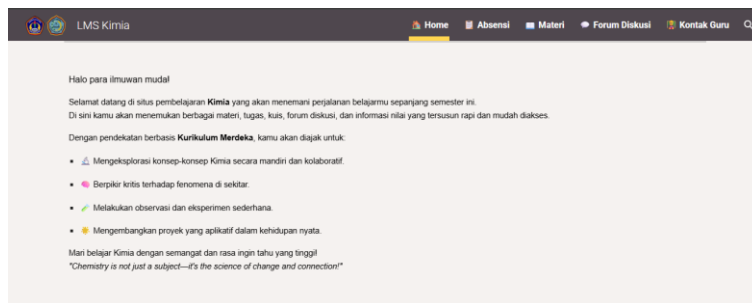 LMS Kimia
Home Absensi Materi Forum Diskusi Kontak Guru
Halo para ilmuwan muda!
Selamat datang di situs pembelajaran Kimia yang akan menemani perjalanan belajarmu sepanjang semester ini.
Di sini kamu akan menemukan berbagai materi, tugas, kuis, forum diskusi, dan informasi nilai yang tersusun rapi dan mudah diakses.
Dengan pendekatan berbasis Kurikulum Merdeka, kamu akan diajak untuk:
Mengeksplorasi konsep-konsep Kimia secara mandiri dan kolaboratif.
Berpikir kritis terhadap fenomena di sekitar.
Melakukan observasi dan eksperimen sederhana.
Mengembangkan proyek yang aplikatif dalam kehidupan nyata.
Mari belajar Kimia dengan semangat dan rasa ingin tahu yang tinggi!
"Chemistry is not just a subject—it's the science of change and connection!"